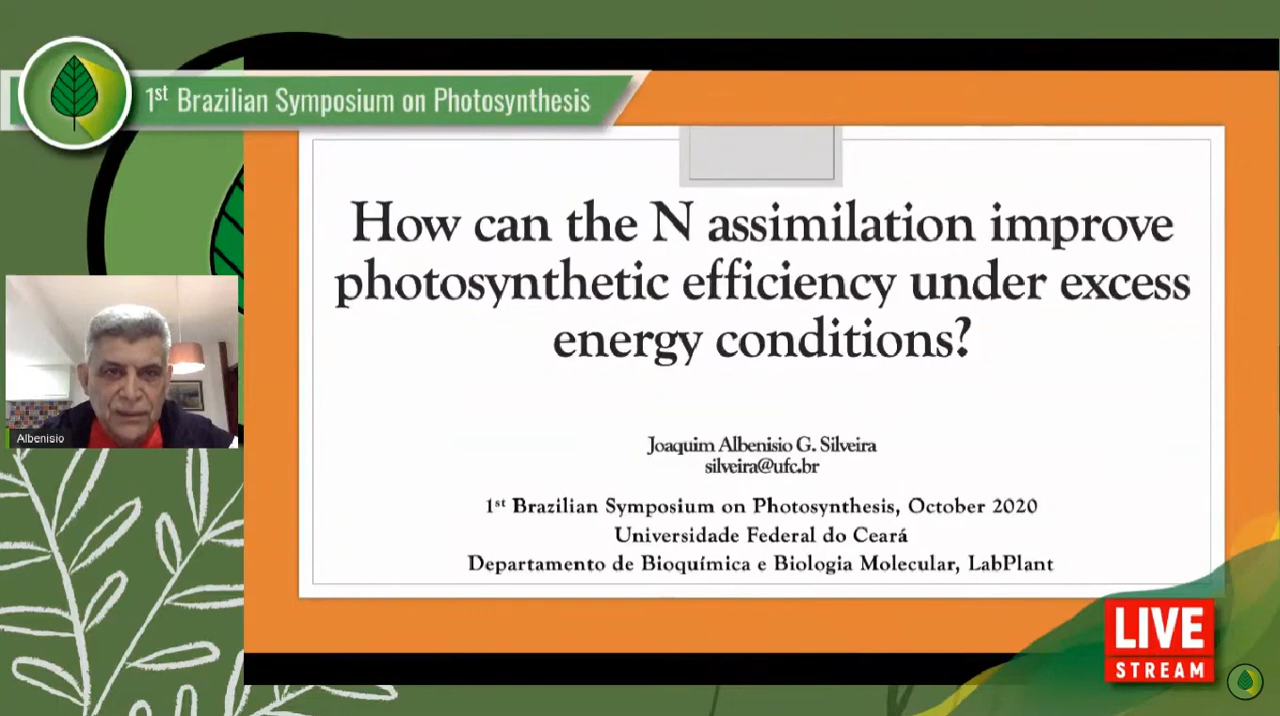 1st Brazilian Symposium on Photosynthesis
How can the N assimilation improve
photosynthetic efficiency under excess
energy conditions?
Joaquim Albenisio G. Silveira
silveira@ufc.br
1st Brazilian Symposium on Photosynthesis, October 2020
Universidade Federal do Ceará
Departamento de Bioquímica e Biologia Molecular, LabPlant
Albenisio
LIVE
STREAM